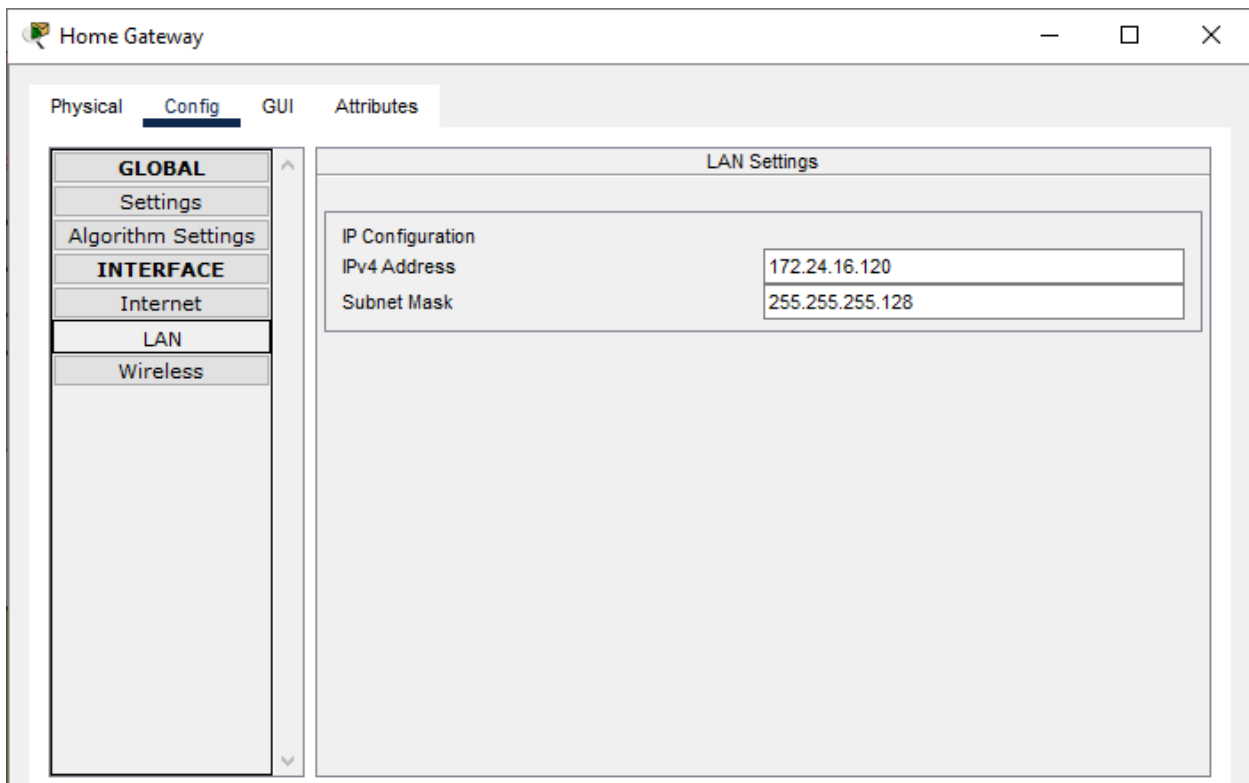 Home Gateway
Physical Config GUI Attributes
GLOBAL
Settings
Algorithm Settings
INTERFACE
Internet
LAN
Wireless
LAN Settings
IP Configuration
IPv4 Address 172.24.16.120
Subnet Mask 255.255.255.128